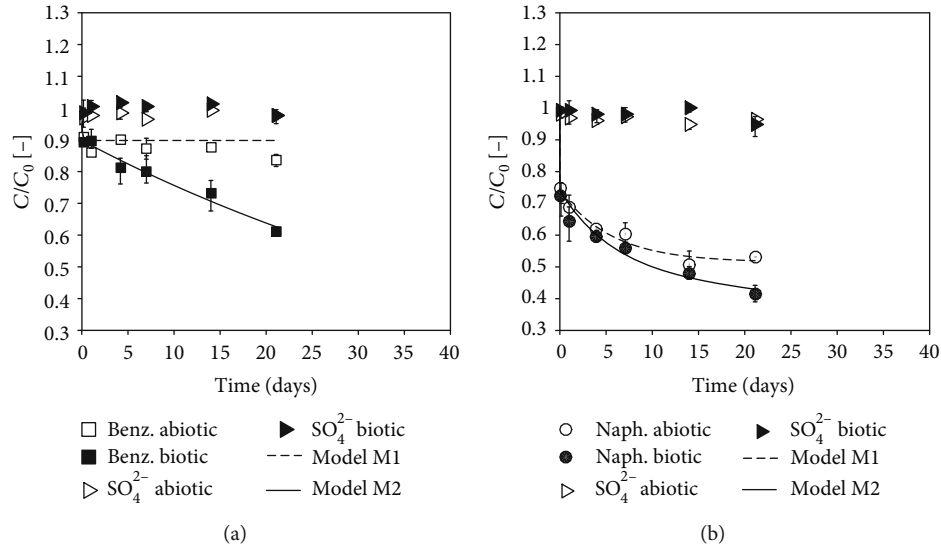 1.3
1.2
1.1
1
0.9
0.8
0.7
0.6
0.5
0.4
0.3
C/C₀ [−]
0 5 10 15 20 25 30 35 40
Time (days)
Benz. abiotic
Benz. biotic
SO₄²⁻ abiotic
SO₄²⁻ biotic
Model M1
Model M2
(a)
1.3
1.2
1.1
1
0.9
0.8
0.7
0.6
0.5
0.4
0.3
C/C₀ [−]
0 5 10 15 20 25 30 35 40
Time (days)
Naph. abiotic
Naph. biotic
SO₄²⁻ abiotic
SO₄²⁻ biotic
Model M1
Model M2
(b)